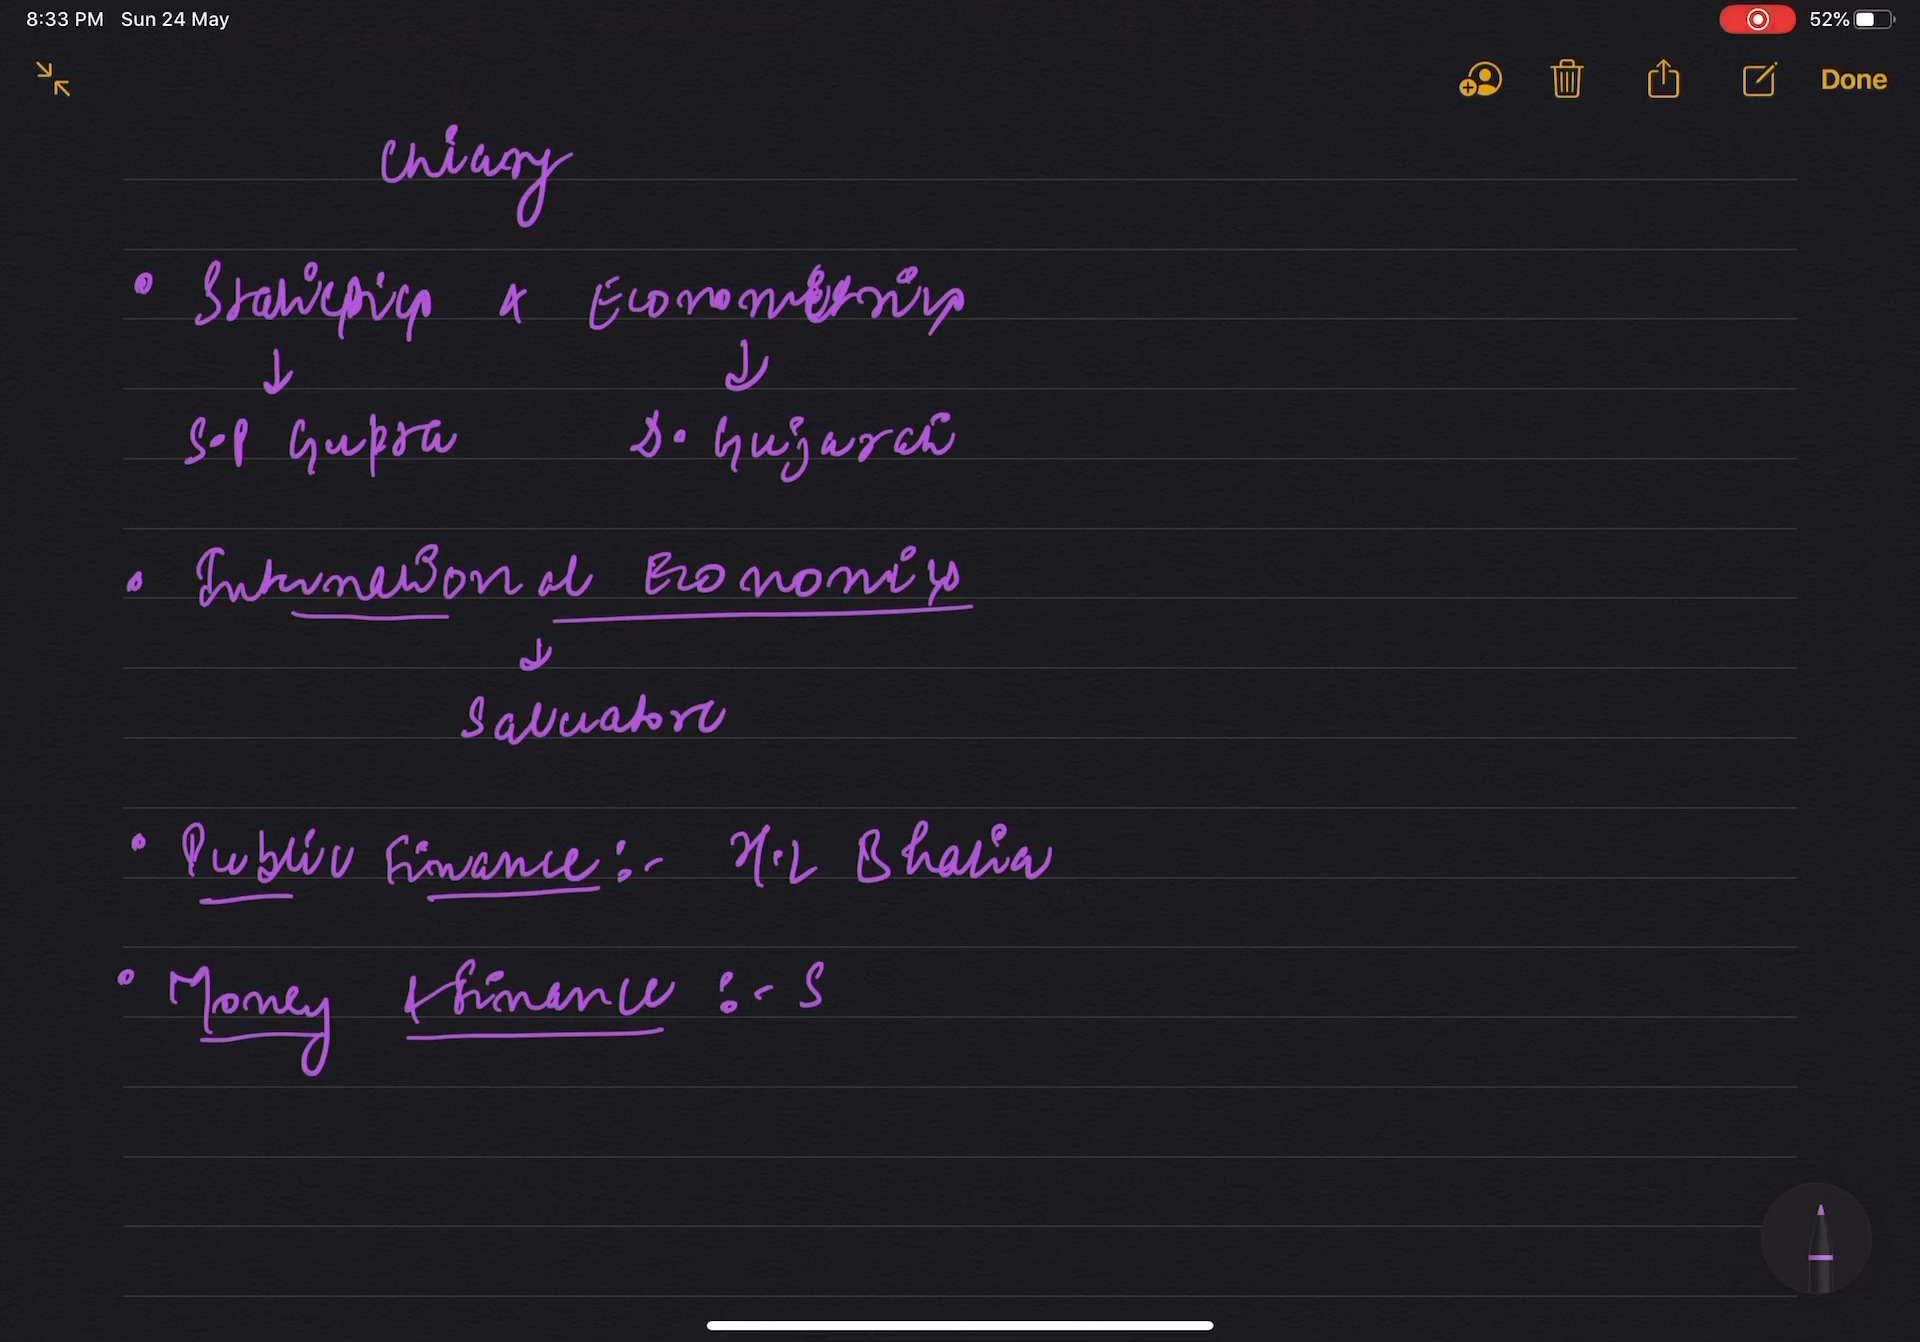 8:33 PM Sun 24 May 52%
Done
Chiang
• Statistics & Econometrics
↓ ↓
S.P Gupta D. Gujarati
• International Economics
↓
Salvatore
• Public Finance :- H.L Bhatia
• Money & finance :- S